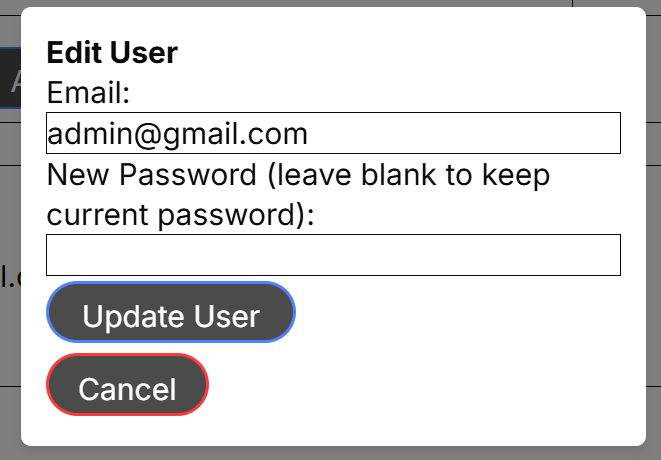 Edit User
Email:
admin@gmail.com
New Password (leave blank to keep
current password):
Update User
Cancel